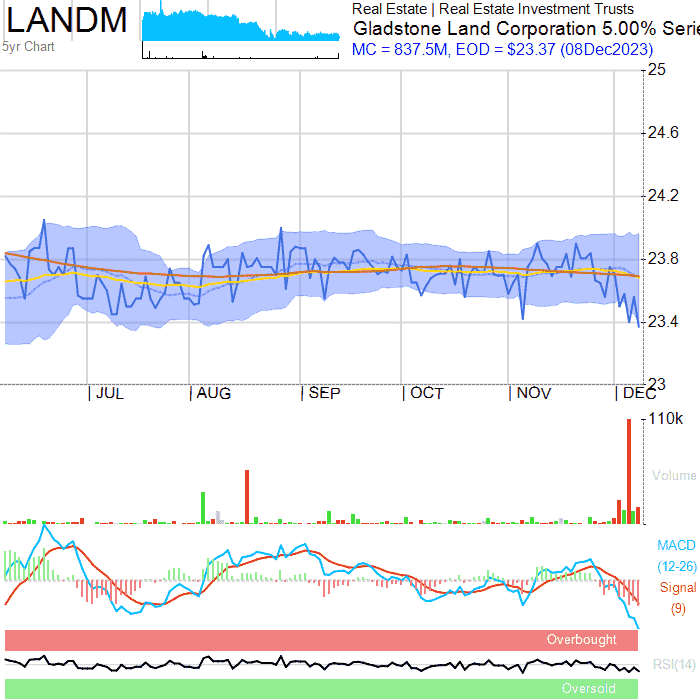 LANDM
5yr Chart
Real Estate | Real Estate Investment Trusts
Gladstone Land Corporation 5.00% Serie
MC = 837.5M, EOD = $23.37 (08Dec2023)
25
24.6
24.2
23.8
23.4
23
JUL
AUG
SEP
OCT
NOV
DEC
110k
Volume
MACD
(12-26)
Signal
(9)
Overbought
RSI(14)
Oversold